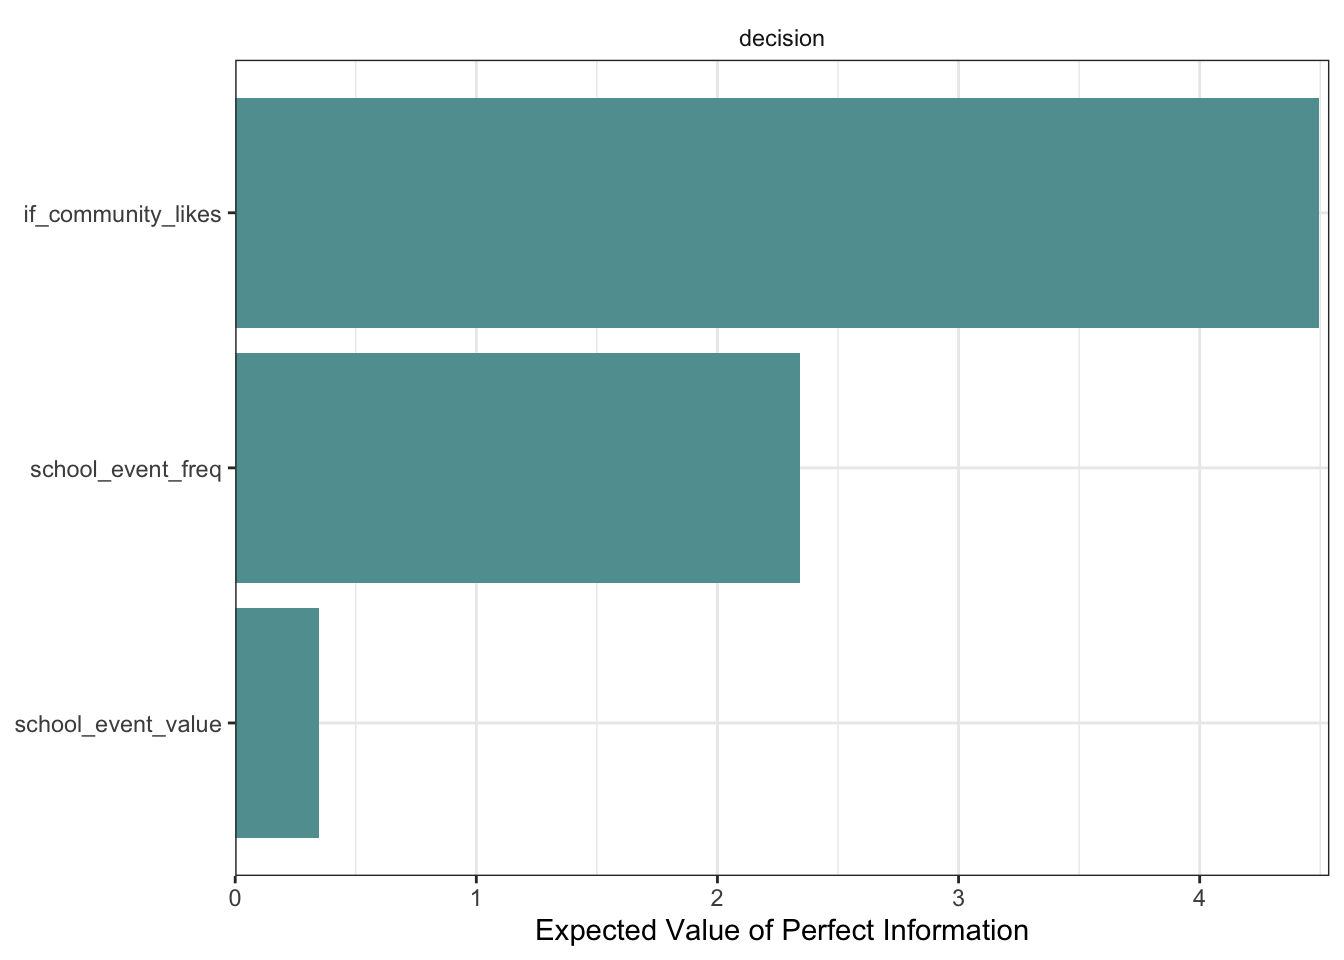 decision
if_community_likes
school_event_freq
school_event_value
0 1 2 3 4
Expected Value of Perfect Information